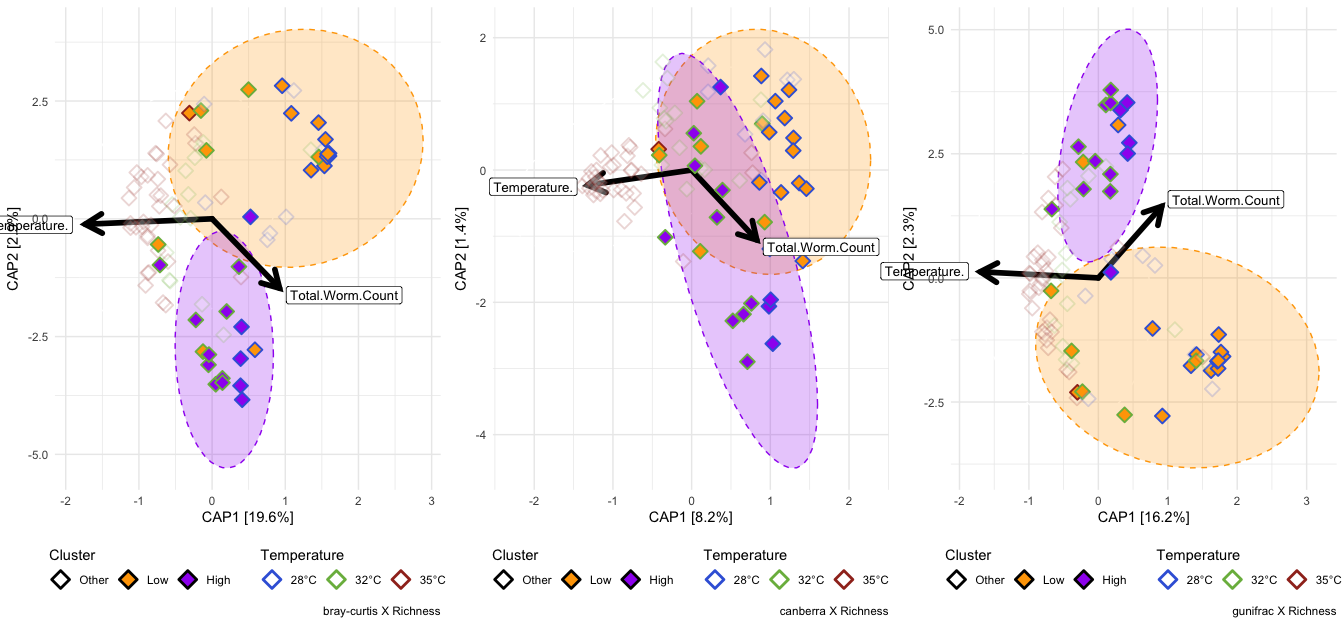 2.5
0.0
-2.5
-5.0
CAP2 [2.9%]
Temperature.
Total.Worm.Count
-2
-1
0
1
2
3
CAP1 [19.6%]
Cluster
Other
Low
High
Temperature
28°C
32°C
35°C
bray-curtis X Richness
2
0
-2
-4
CAP2 [1.4%]
Temperature.
Total.Worm.Count
-2
-1
0
1
2
CAP1 [8.2%]
Cluster
Other
Low
High
Temperature
28°C
32°C
35°C
canberra X Richness
5.0
2.5
0.0
-2.5
CAP2 [2.3%]
Temperature.
Total.Worm.Count
-2
-1
0
1
2
3
CAP1 [16.2%]
Cluster
Other
Low
High
Temperature
28°C
32°C
35°C
gunifrac X Richness